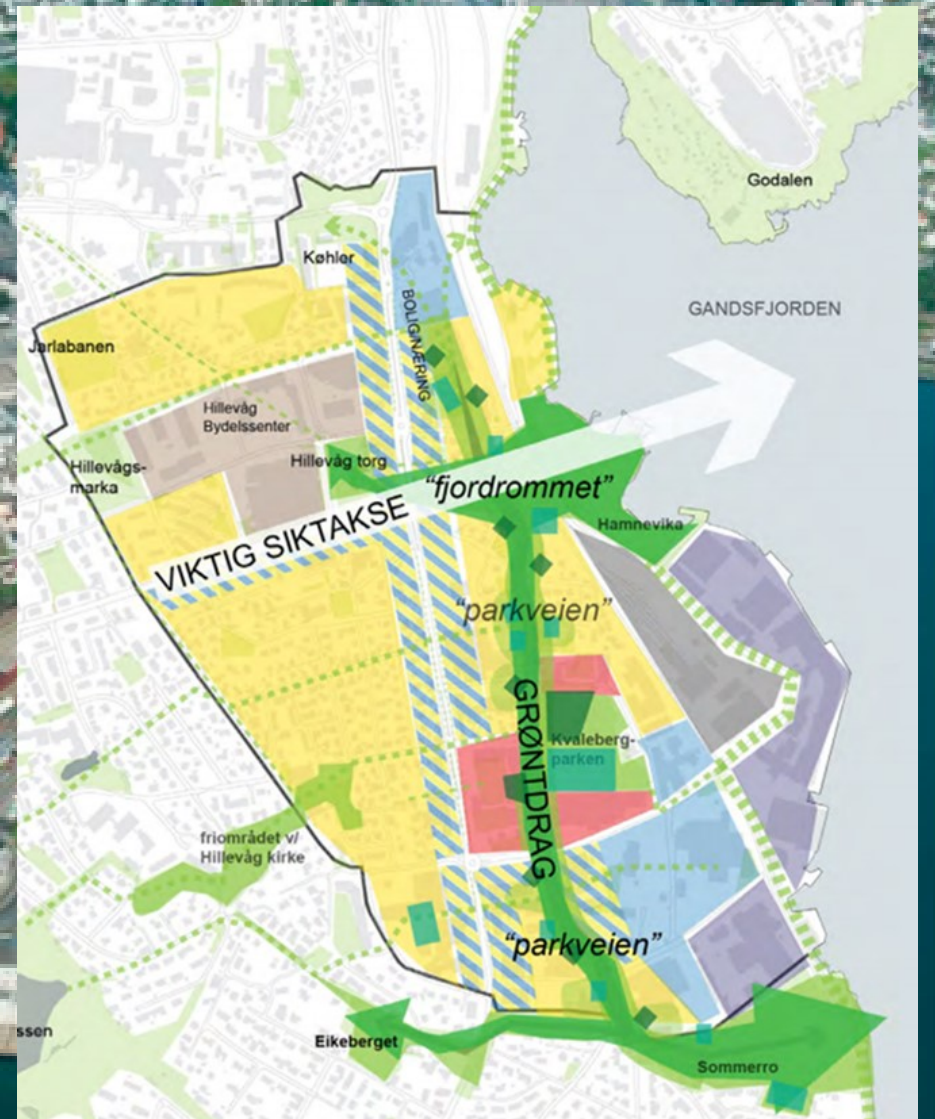 Godalen
Køhler
GANDSFJORDEN
BOLIG/NÆRING
Jarlabanen
Hillevåg
Bydelssenter
Hillevåg torg
Hillevågs-
marka
"fjordrommet"
VIKTIG SIKTAKSE
Hamnevika
"parkveien"
GRØNTDRAG
Kvaleberg-
parken
friområdet v/
Hillevåg kirke
"parkveien"
ssen
Eikeberget
Sommerro